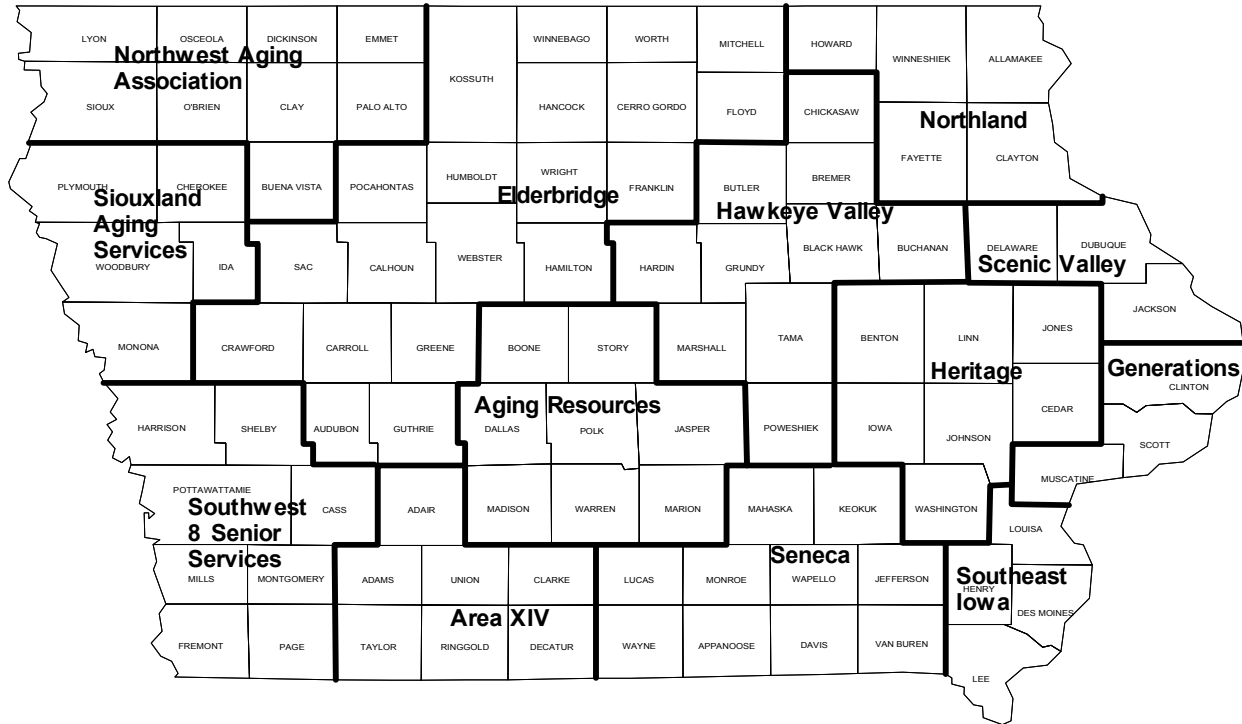 LYON OSCEOLA DICKINSON EMMET WINNEBAGO WORTH MITCHELL HOWARD
Northwest Aging
Association
KOSSUTH WINNESHIEK ALLAMAKEE
SIOUX O'BRIEN CLAY PALO ALTO HANCOCK CERRO GORDO FLOYD CHICKASAW
Northland
FAYETTE CLAYTON
PLYMOUTH CHEROKEE BUENA VISTA POCAHONTAS HUMBOLDT WRIGHT FRANKLIN BUTLER BREMER
Siouxland
Aging
Services
Elderbridge
Hawkeye Valley
WOODBURY IDA SAC CALHOUN WEBSTER HAMILTON HARDIN GRUNDY BLACK HAWK BUCHANAN DELAWARE DUBUQUE
Scenic Valley
MONONA CRAWFORD CARROLL GREENE BOONE STORY MARSHALL TAMA BENTON LINN JONES JACKSON
Heritage
Generations
CLINTON
HARRISON SHELBY AUDUBON GUTHRIE
Aging Resources
DALLAS POLK JASPER POWESHIEK IOWA JOHNSON CEDAR SCOTT
POTTAWATTAMIE CASS ADAIR MADISON WARREN MARION MAHASKA KEOKUK WASHINGTON MUSCATINE LOUISA
Southwest
8 Senior
Services
Seneca
MILLS MONTGOMERY ADAMS UNION CLARKE LUCAS MONROE WAPELLO JEFFERSON HENRY DES MOINES
Southeast
Iowa
Area XIV
FREMONT PAGE TAYLOR RINGGOLD DECATUR WAYNE APPANOOSE DAVIS VAN BUREN LEE